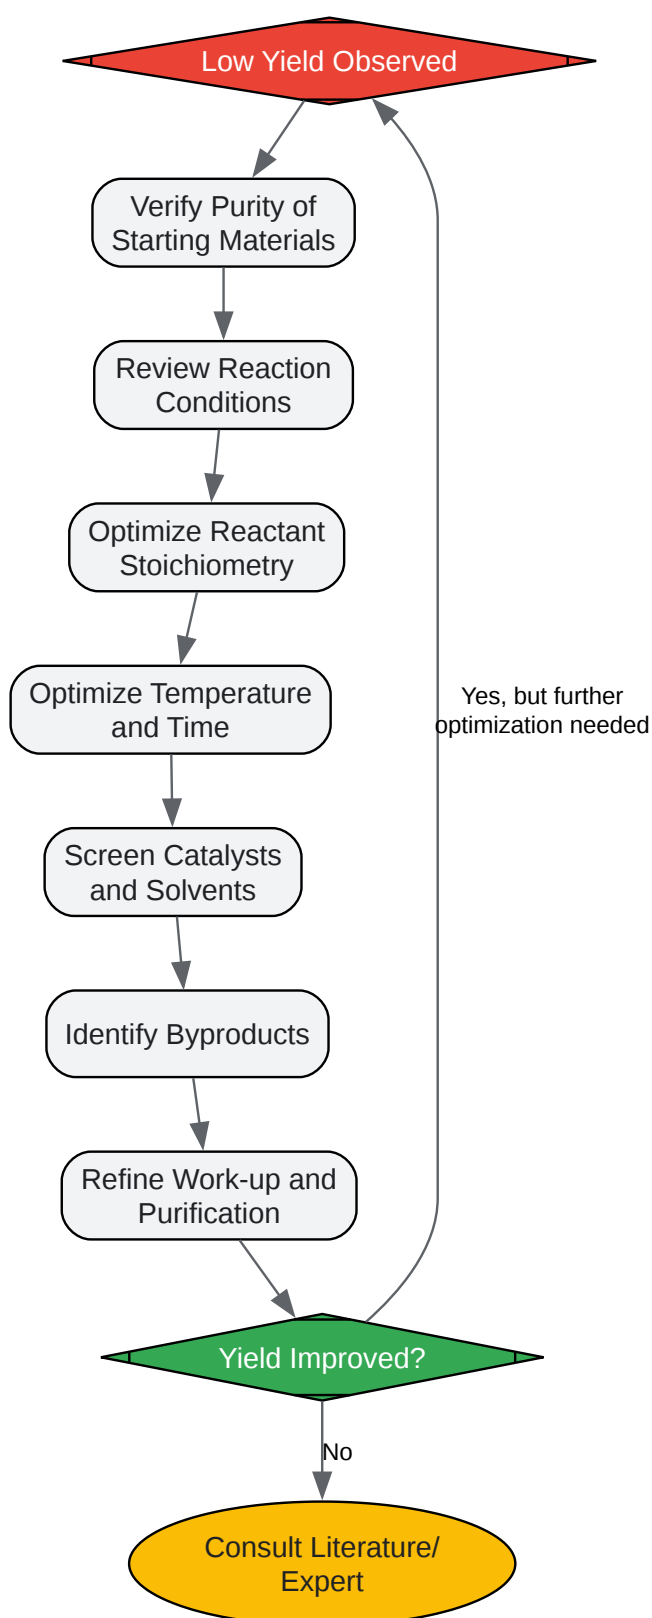 Low Yield Observed
Verify Purity of
Starting Materials
Review Reaction
Conditions
Optimize Reactant
Stoichiometry
Optimize Temperature
and Time
Yes, but further
optimization needed
Screen Catalysts
and Solvents
Identify Byproducts
Refine Work-up and
Purification
Yield Improved?
No
Consult Literature/
Expert